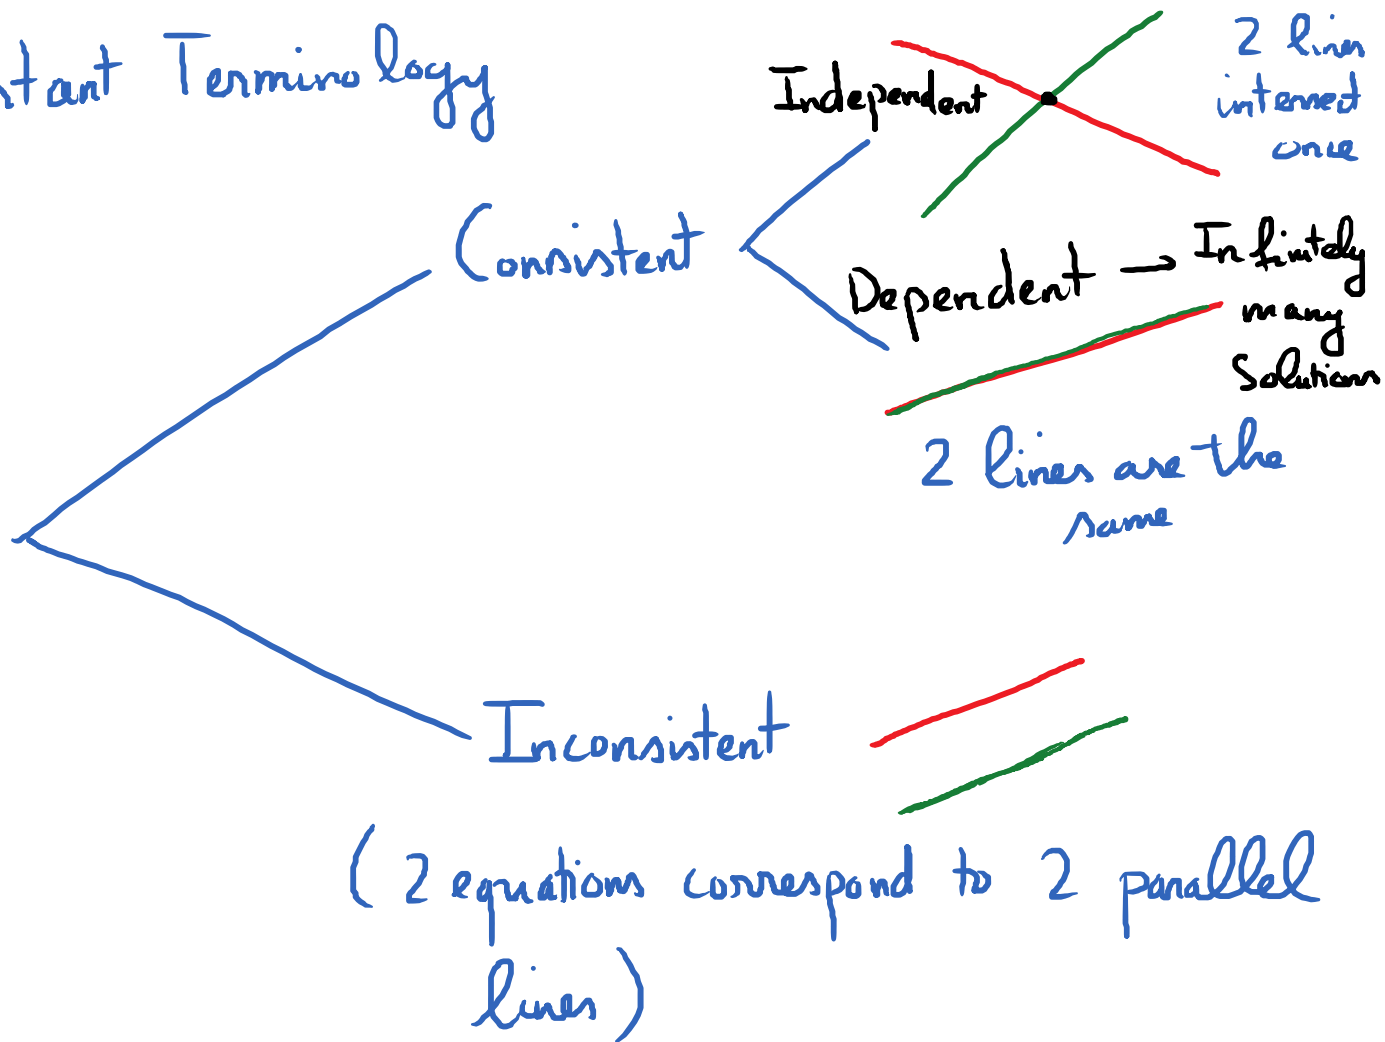 tant Terminology
Independent
2 lines
intersect
once
Consistent
Dependent → Infinitely
many
Solutions
2 lines are the
same
Inconsistent
(2 equations correspond to 2 parallel
lines)